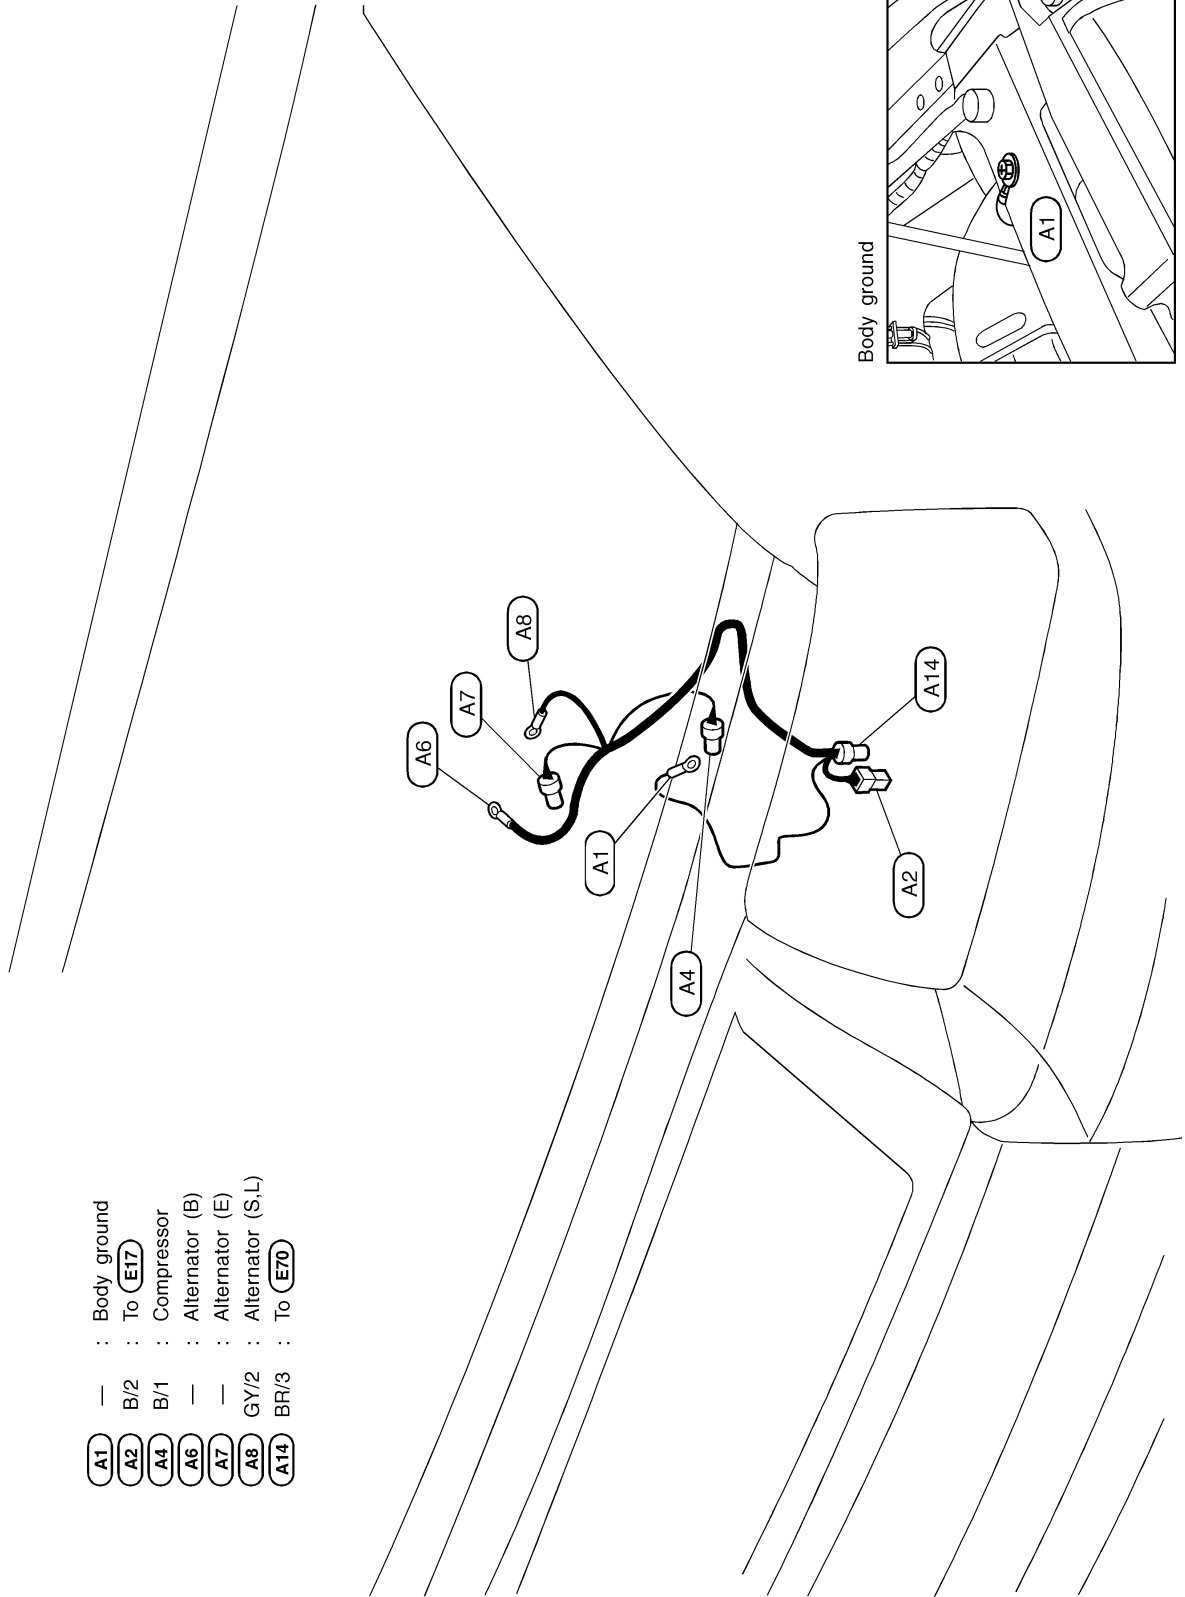 A1 — : Body ground
A2 B/2 : To E17
A4 B/1 : Compressor
A6 — : Alternator (B)
A7 — : Alternator (E)
A8 GY/2 : Alternator (S,L)
A14 BR/3 : To E70
A6
A7
A8
A1
A4
A2
A14
Body ground
A1